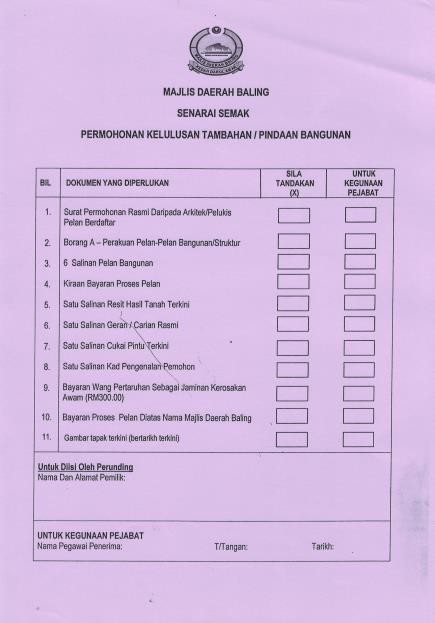 MAJLIS DAERAH BALING
SENARAI SEMAK
PERMOHONAN KELULUSAN TAMBAHAN / PINDAAN BANGUNAN
BIL
DOKUMEN YANG DIPERLUKAN
SILA
TANDAKAN
(X)
UNTUK
KEGUNAAN
PEJABAT
1. Surat Permohonan Rasmi Daripada Arkitek/Pelukis
Pelan Berdaftar
2. Borang A – Perakuan Pelan-Pelan Bangunan/Struktur
3. 6 Salinan Pelan Bangunan
4. Kiraan Bayaran Proses Pelan
5. Satu Salinan Resit Hasil Tanah Terkini
6. Satu Salinan Geran / Carian Rasmi
7. Satu Salinan Cukai Pintu Terkini
8. Satu Salinan Kad Pengenalan Pemohon
9. Bayaran Wang Pertaruhan Sebagai Jaminan Kerosakan
Awam (RM300.00)
10. Bayaran Proses Pelan Diatas Nama Majlis Daerah Baling
11. Gambar tapak terkini (bertarikh terkini)
Untuk Diisi Oleh Perunding
Nama Dan Alamat Pemilik:
UNTUK KEGUNAAN PEJABAT
Nama Pegawai Penerima: T/Tangan: Tarikh: